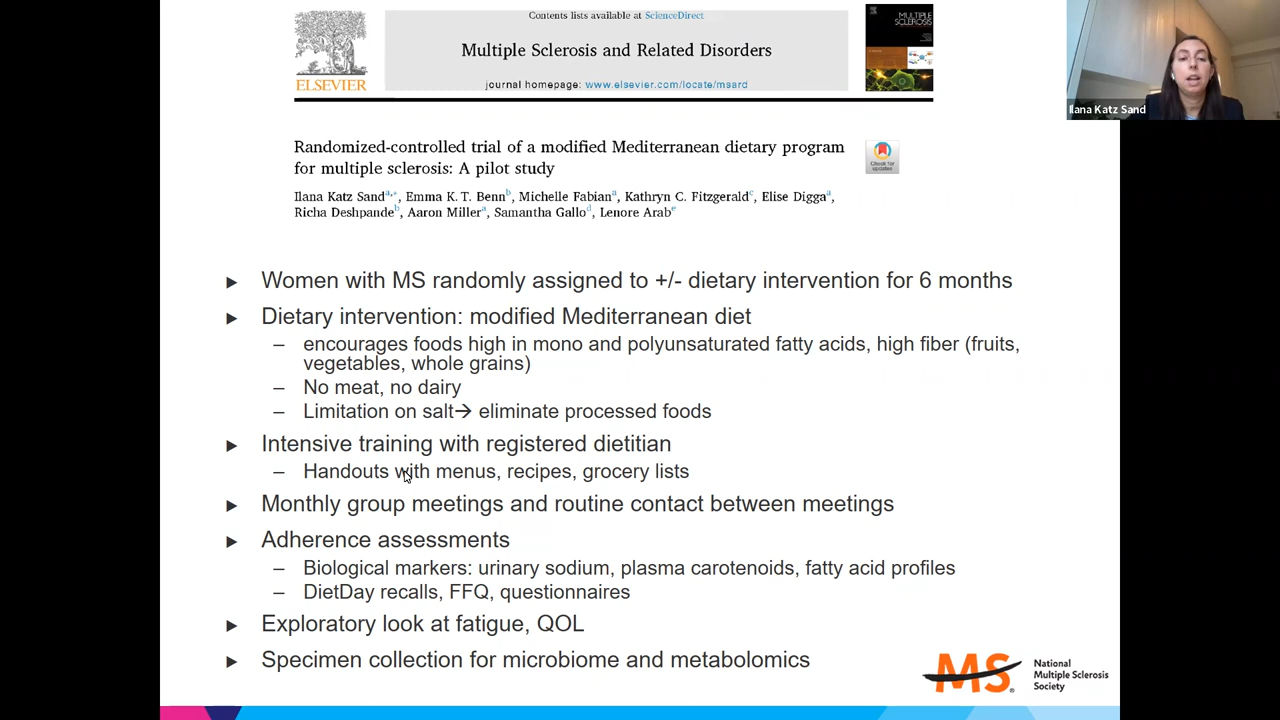 Contents lists available at ScienceDirect
Multiple Sclerosis and Related Disorders
journal homepage: www.elsevier.com/locate/msard
ELSEVIER
MULTIPLE
SCLEROSIS
Ilana Katz Sand
Randomized-controlled trial of a modified Mediterranean dietary program
for multiple sclerosis: A pilot study
Check for
updates
Ilana Katz Sand a,*, Emma K. T. Benn b, Michelle Fabian a, Kathryn C. Fitzgerald c, Elise Digga a,
Richa Deshpande b, Aaron Miller a, Samantha Gallo d, Lenore Arab e
► Women with MS randomly assigned to +/- dietary intervention for 6 months
► Dietary intervention: modified Mediterranean diet
– encourages foods high in mono and polyunsaturated fatty acids, high fiber (fruits,
vegetables, whole grains)
– No meat, no dairy
– Limitation on salt→ eliminate processed foods
► Intensive training with registered dietitian
– Handouts with menus, recipes, grocery lists
► Monthly group meetings and routine contact between meetings
► Adherence assessments
– Biological markers: urinary sodium, plasma carotenoids, fatty acid profiles
– DietDay recalls, FFQ, questionnaires
► Exploratory look at fatigue, QOL
► Specimen collection for microbiome and metabolomics
MS®
National
Multiple Sclerosis
Society